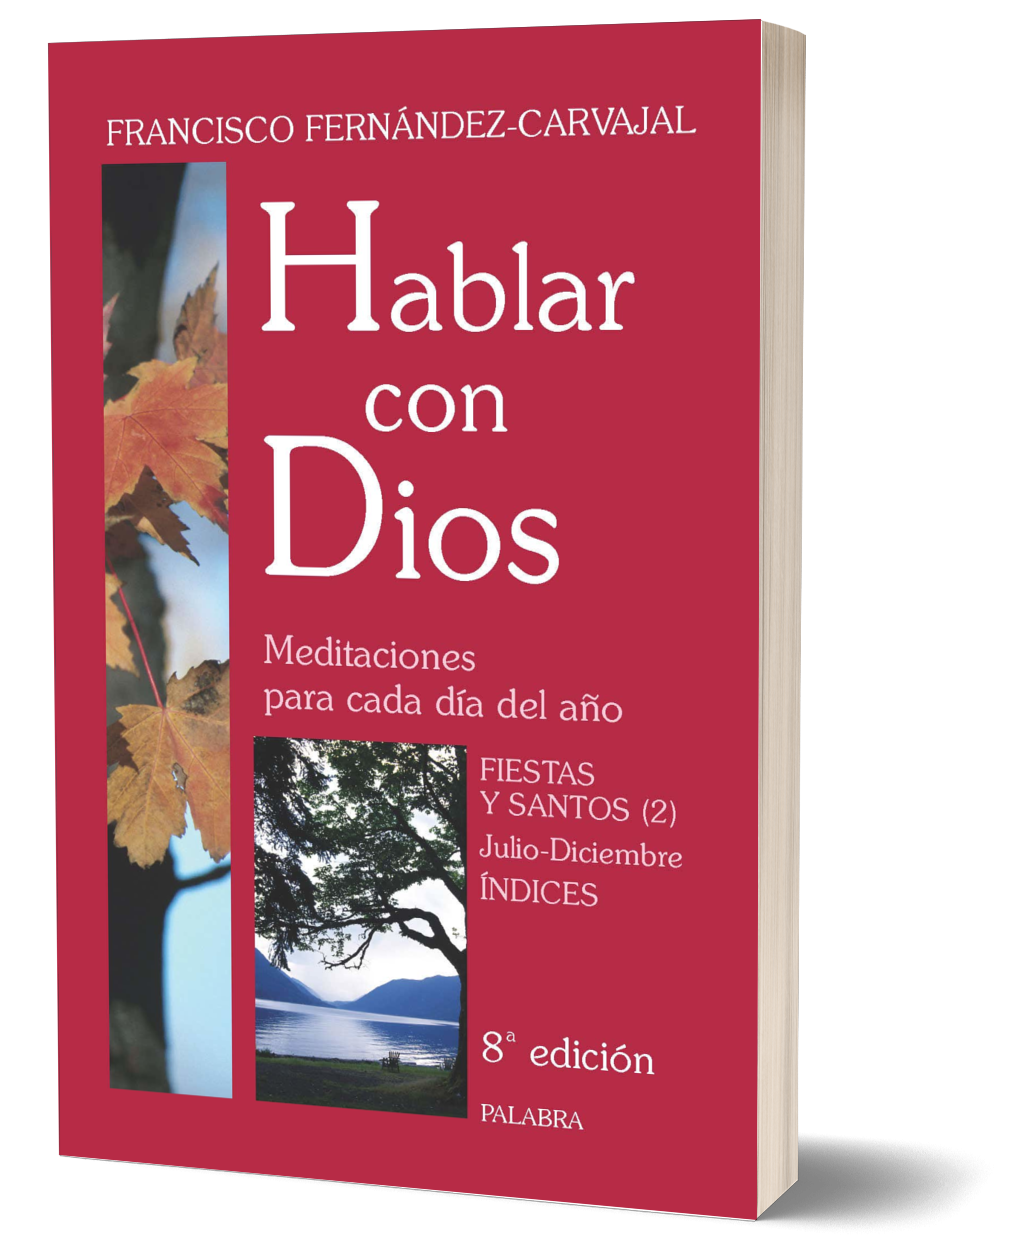 FRANCISCO FERNÁNDEZ-CARVAJAL
Hablar
con
Dios
Meditaciones
para cada día del año
FIESTAS
Y SANTOS (2)
Julio-Diciembre
ÍNDICES
8ª edición
PALABRA